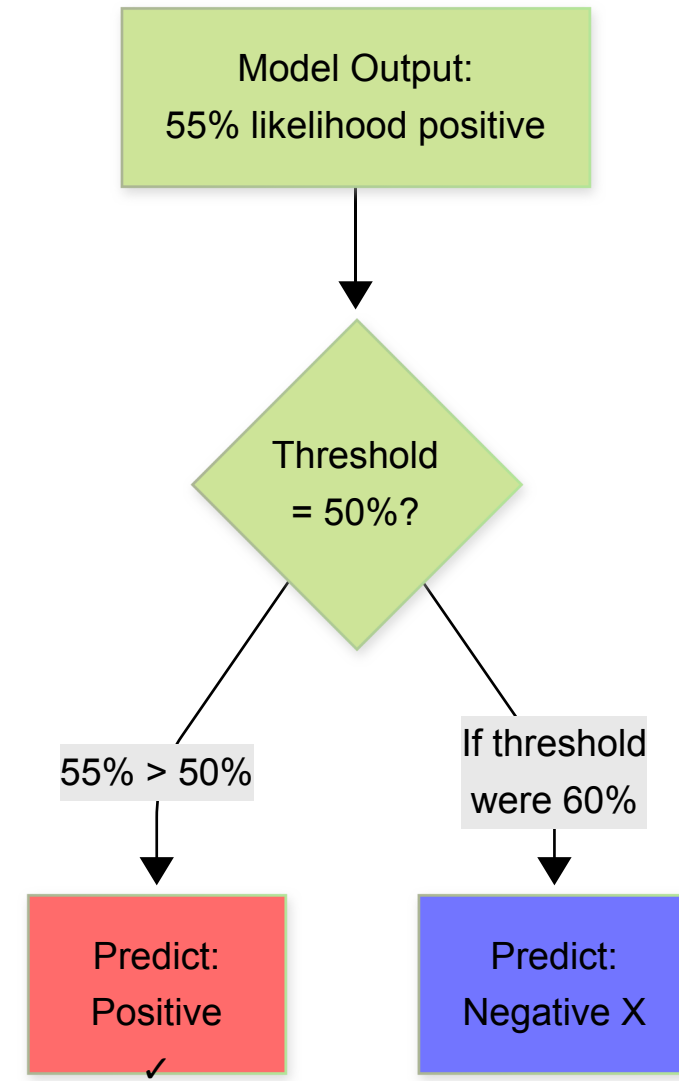 Model Output:
55% likelihood positive
Threshold
= 50%?
55% > 50%
If threshold
were 60%
Predict:
Positive
✓
Predict:
Negative X